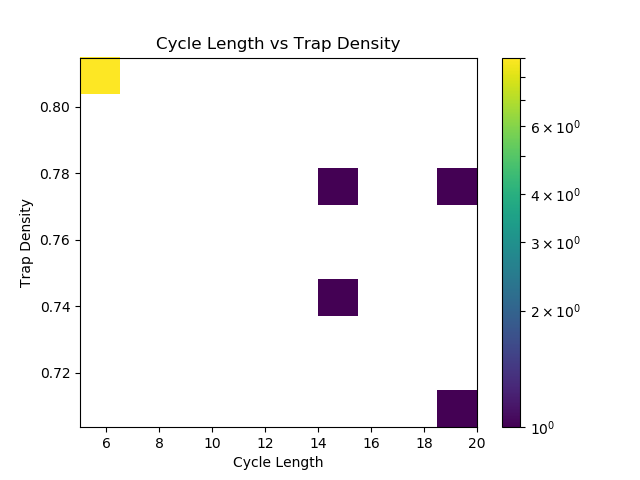 Cycle Length vs Trap Density
Trap Density
0.80
0.78
0.76
0.74
0.72
6 8 10 12 14 16 18 20
Cycle Length
6 × 10⁰
4 × 10⁰
3 × 10⁰
2 × 10⁰
10⁰